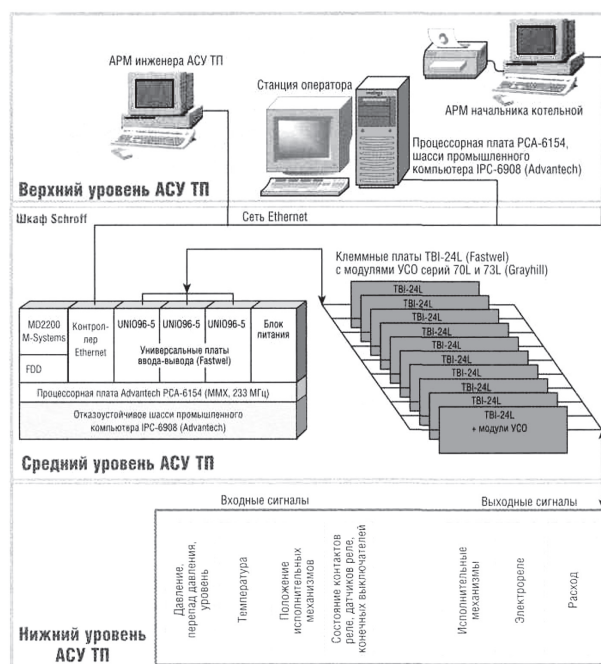 АРМ инженера АСУ ТП
Станция оператора
АРМ начальника котельной
Процессорная плата PCA-6154,
шасси промышленного
компьютера IPC-6908 (Advantech)
Верхний уровень АСУ ТП
Шкаф Schroff
Сеть Ethernet
Клеммные платы TBI-24L (Fastwel)
с модулями УСО серий 70L и 73L (Grayhill)
TBI-24L
TBI-24L
TBI-24L
TBI-24L
TBI-24L
TBI-24L
TBI-24L
TBI-24L
TBI-24L
+ модули УСО
MD2200
M-Systems
FDD
Контрол-
лер
Ethernet
UNIO96-5
UNIO96-5
UNIO96-5
Универсальные платы
ввода-вывода (Fastwel)
Блок
питания
Процессорная плата Advantech PCA-6154 (MMX, 233 МГц)
Отказоустойчивое шасси промышленного
компьютера IPC-6908 (Advantech)
Средний уровень АСУ ТП
Входные сигналы
Выходные сигналы
Давление,
перепад давления,
уровень
Температура
Положение
исполнительных
механизмов
Состояние контактов
реле, датчиков реле,
конечных выключателей
Исполнительные
механизмы
Электрореле
Расход
Нижний уровень
АСУ ТП